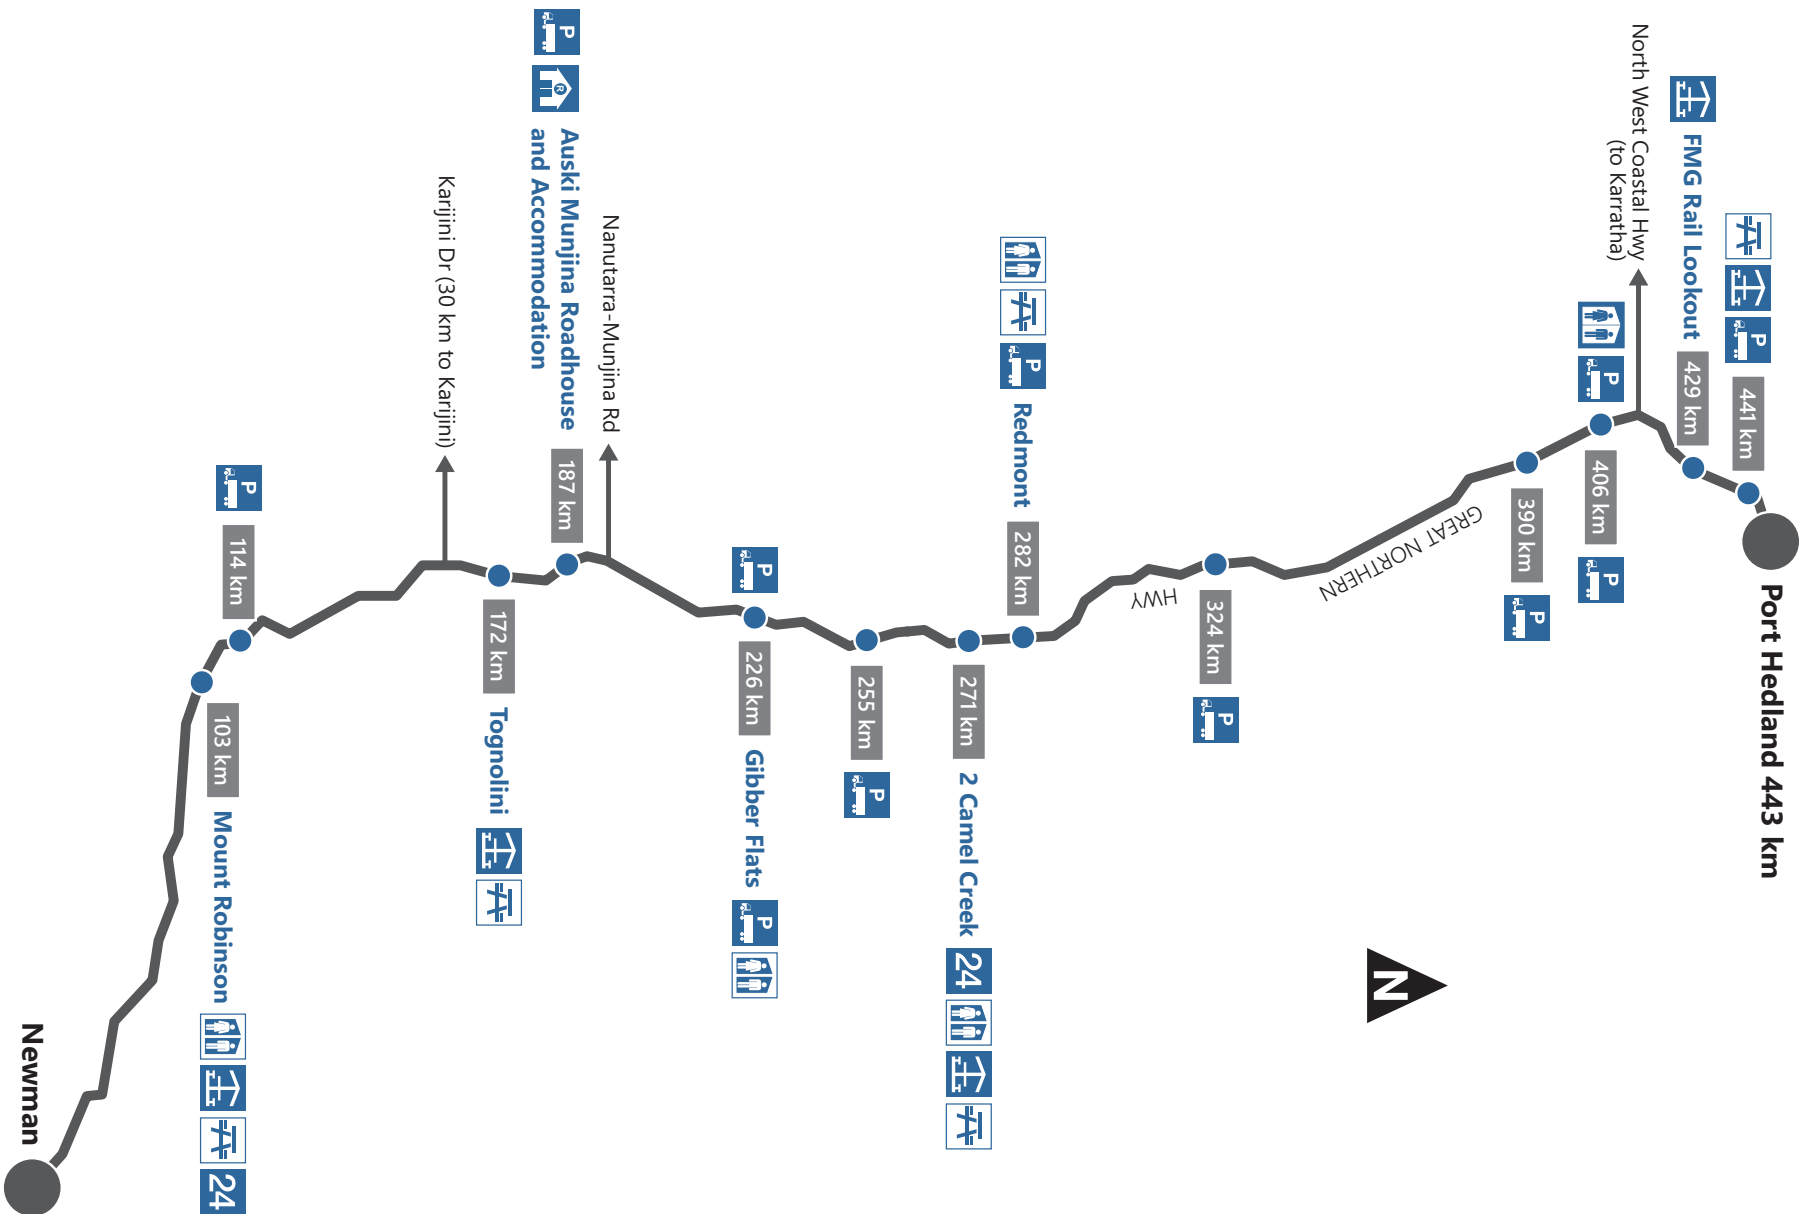 Port Hedland 443 km
441 km
P
FMG Rail Lookout
429 km
North West Coastal Hwy
(to Karratha)
P
406 km
P
390 km
P
GREAT NORTHERN
HWY
N
324 km
P
P
Redmont
282 km
271 km
2 Camel Creek
24
255 km
P
P
226 km
Gibber Flats
P
Nanutarra-Munjina Rd
P
R
Auski Munjina Roadhouse
and Accommodation
187 km
172 km
Tognolini
Karijini Dr (30 km to Karijini)
P
114 km
103 km
Mount Robinson
24
Newman